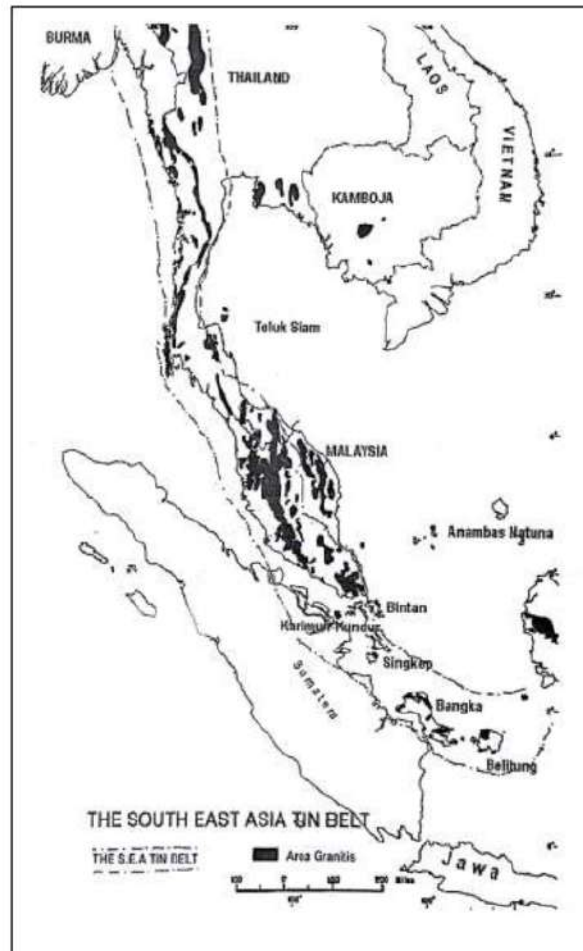 BURMA
THAILAND
LAOS
VIETNAM
KAMBOJA
Teluk Siam
MALAYSIA
Anambas Natuna
Bintan
Karimun Kundur
Singkep
Sumatera
Bangka
Belitung
THE SOUTH EAST ASIA TIN BELT
THE S.E.A TIN BELT
Area Granitis
Jawa